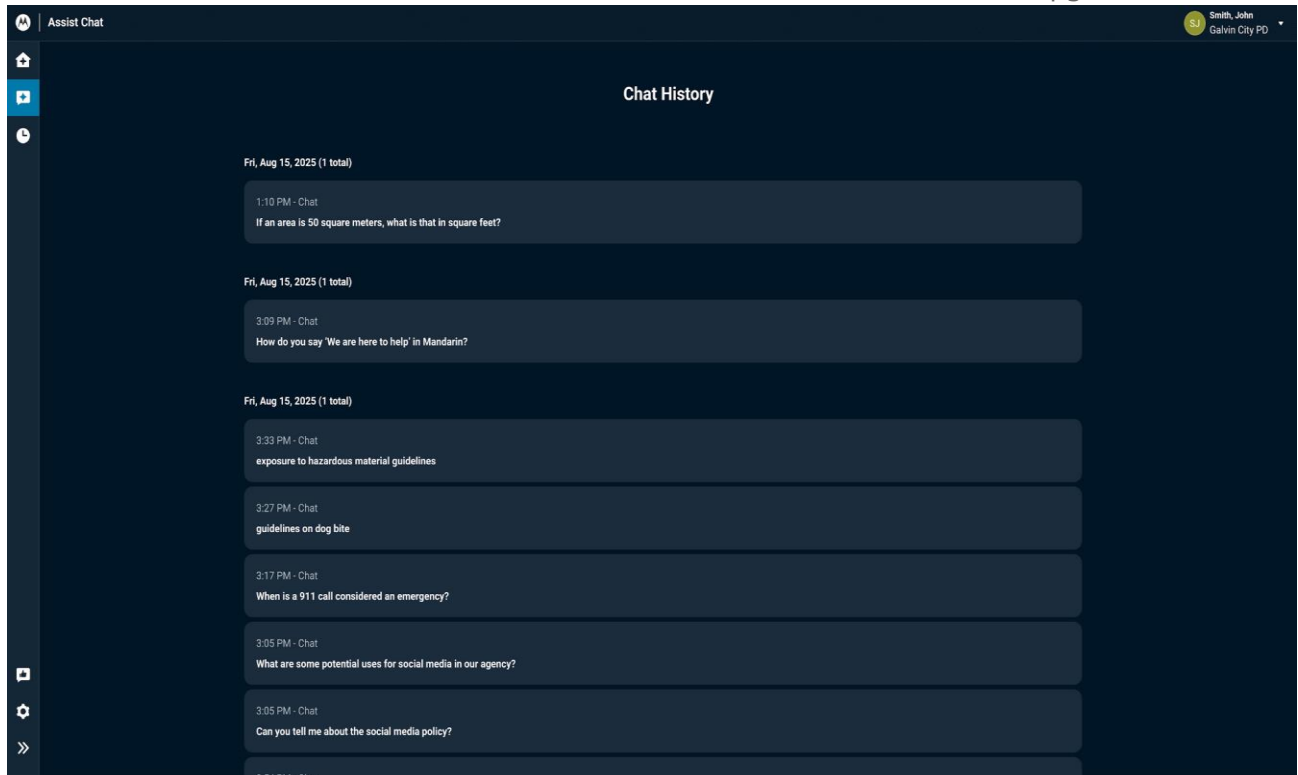 Assist Chat
SJ
Smith, John
Galvin City PD
Chat History
Fri, Aug 15, 2025 (1 total)
1:10 PM - Chat
If an area is 50 square meters, what is that in square feet?
Fri, Aug 15, 2025 (1 total)
3:09 PM - Chat
How do you say 'We are here to help' in Mandarin?
Fri, Aug 15, 2025 (1 total)
3:33 PM - Chat
exposure to hazardous material guidelines
3:27 PM - Chat
guidelines on dog bite
3:17 PM - Chat
When is a 911 call considered an emergency?
3:05 PM - Chat
What are some potential uses for social media in our agency?
3:05 PM - Chat
Can you tell me about the social media policy?